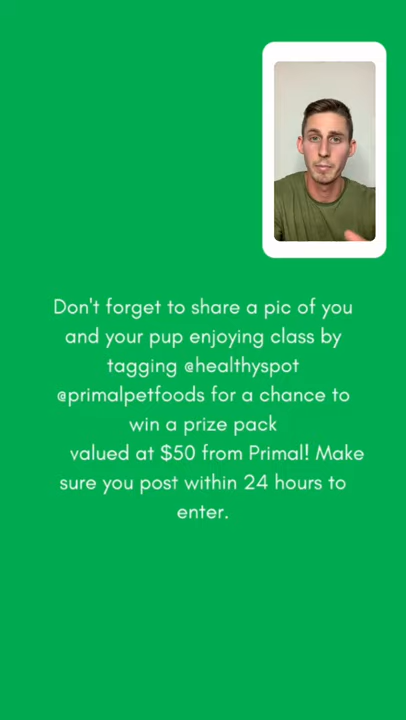 Don't forget to share a pic of you
and your pup enjoying class by
tagging @healthyspot
@primalpetfoods for a chance to
win a prize pack
valued at $50 from Primal! Make
sure you post within 24 hours to
enter.